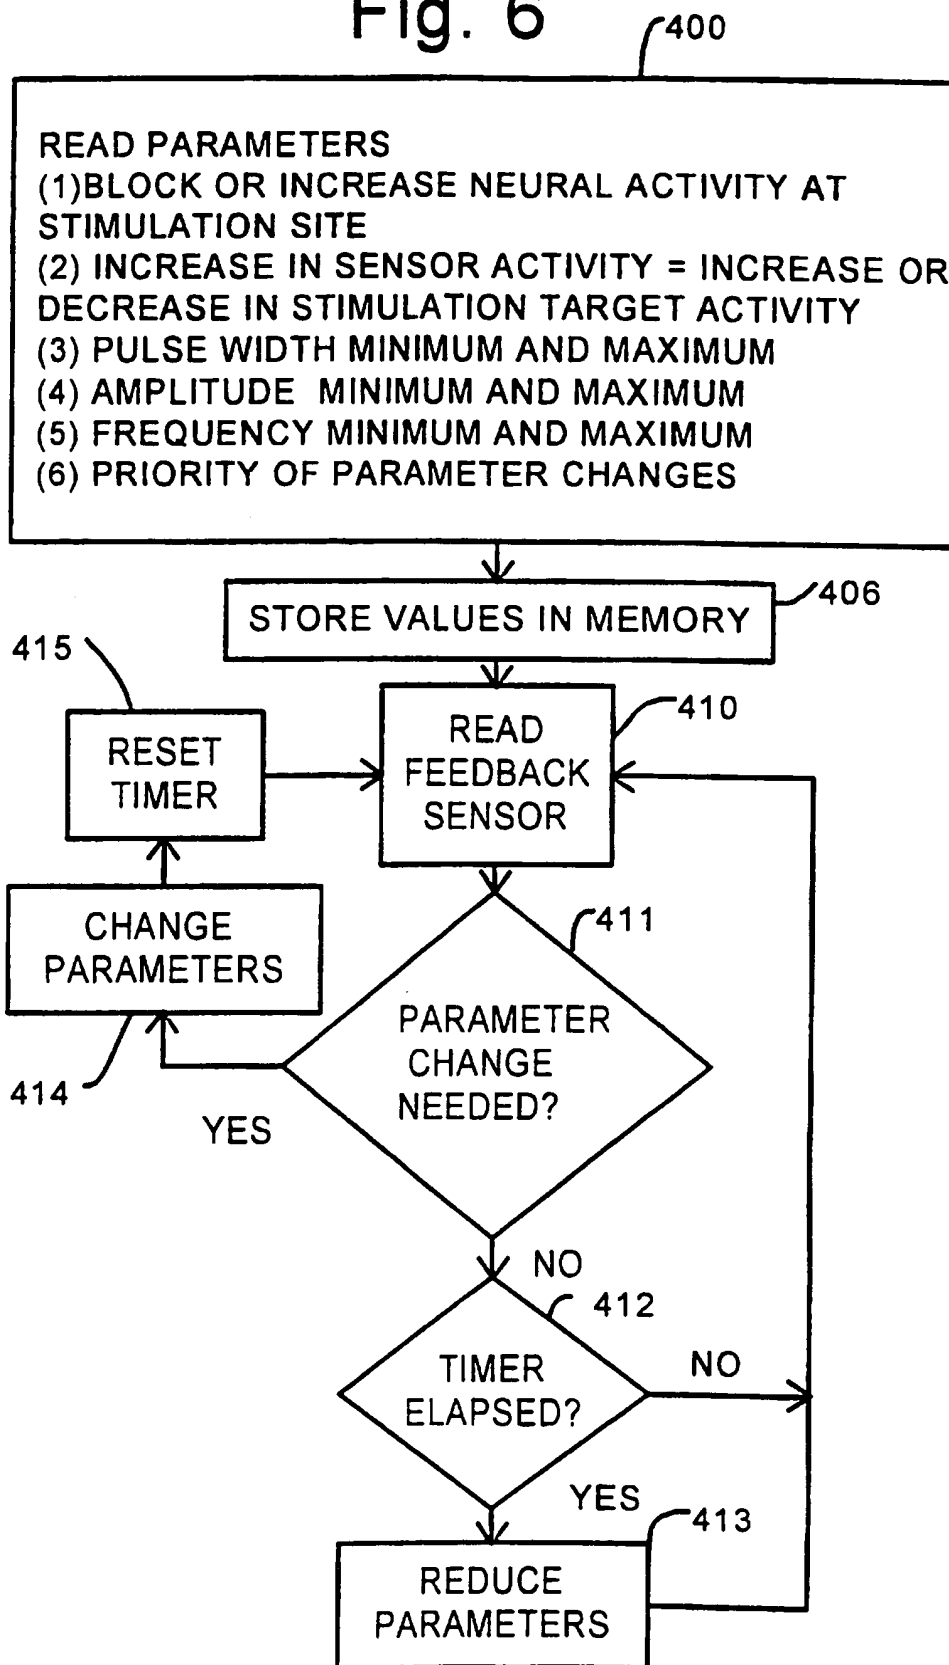 Fig. 6
400
READ PARAMETERS
(1)BLOCK OR INCREASE NEURAL ACTIVITY AT
STIMULATION SITE
(2) INCREASE IN SENSOR ACTIVITY = INCREASE OR
DECREASE IN STIMULATION TARGET ACTIVITY
(3) PULSE WIDTH MINIMUM AND MAXIMUM
(4) AMPLITUDE MINIMUM AND MAXIMUM
(5) FREQUENCY MINIMUM AND MAXIMUM
(6) PRIORITY OF PARAMETER CHANGES
406
STORE VALUES IN MEMORY
415
410
READ
FEEDBACK
SENSOR
RESET
TIMER
411
CHANGE
PARAMETERS
PARAMETER
CHANGE
NEEDED?
414
YES
NO
412
TIMER
ELAPSED?
NO
YES
413
REDUCE
PARAMETERS